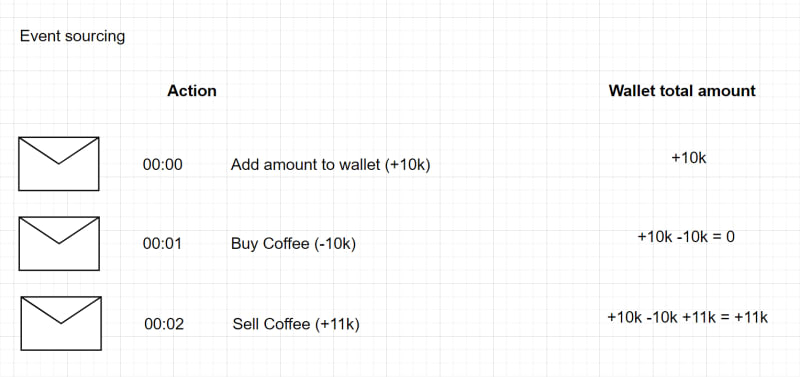 Event sourcing
Action Wallet total amount
00:00 Add amount to wallet (+10k) +10k
00:01 Buy Coffee (-10k) +10k -10k = 0
00:02 Sell Coffee (+11k) +10k -10k +11k = +11k